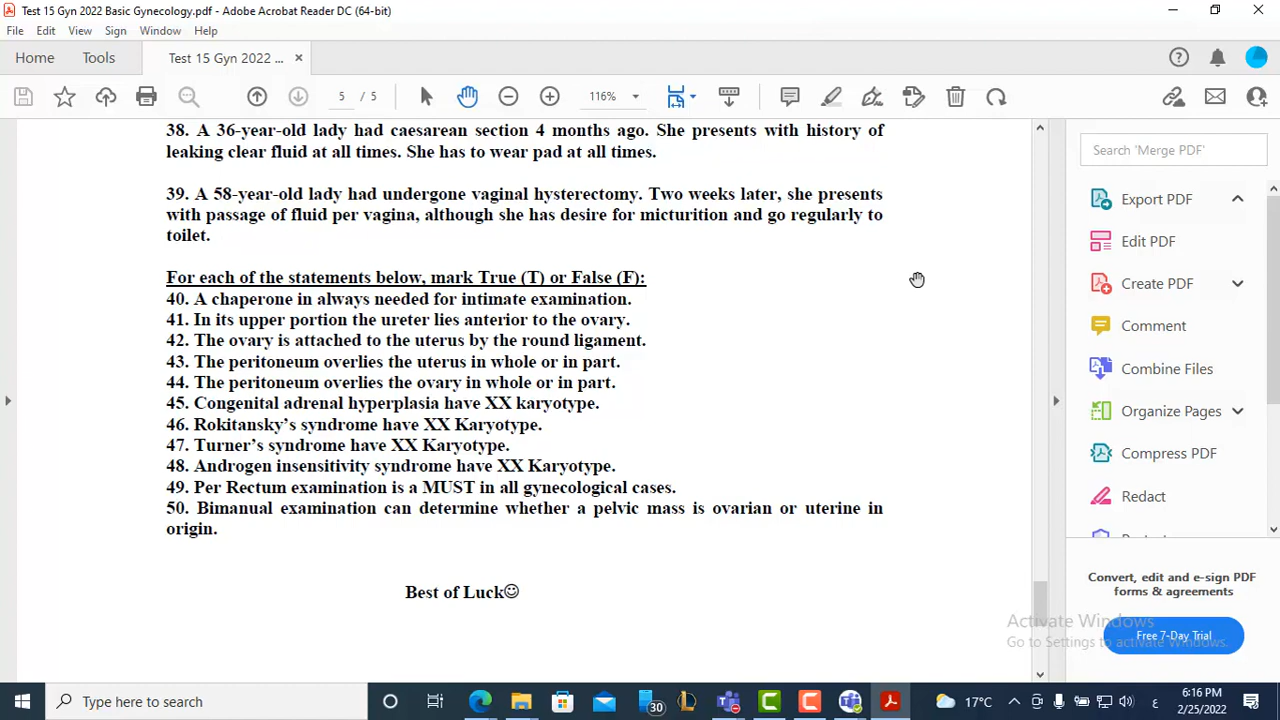 Test 15 Gyn 2022 Basic Gynecology.pdf - Adobe Acrobat Reader DC (64-bit)
File Edit View Sign Window Help
Home Tools Test 15 Gyn 2022 ... ×
5 / 5 116%
38. A 36-year-old lady had caesarean section 4 months ago. She presents with history of
leaking clear fluid at all times. She has to wear pad at all times.
39. A 58-year-old lady had undergone vaginal hysterectomy. Two weeks later, she presents
with passage of fluid per vagina, although she has desire for micturition and go regularly to
toilet.
For each of the statements below, mark True (T) or False (F):
40. A chaperone in always needed for intimate examination.
41. In its upper portion the ureter lies anterior to the ovary.
42. The ovary is attached to the uterus by the round ligament.
43. The peritoneum overlies the uterus in whole or in part.
44. The peritoneum overlies the ovary in whole or in part.
45. Congenital adrenal hyperplasia have XX karyotype.
46. Rokitansky's syndrome have XX Karyotype.
47. Turner's syndrome have XX Karyotype.
48. Androgen insensitivity syndrome have XX Karyotype.
49. Per Rectum examination is a MUST in all gynecological cases.
50. Bimanual examination can determine whether a pelvic mass is ovarian or uterine in
origin.
Best of Luck☺
Search 'Merge PDF'
Export PDF
Edit PDF
Create PDF
Comment
Combine Files
Organize Pages
Compress PDF
Redact
Convert, edit and e-sign PDF
forms & agreements
Free 7-Day Trial
Activate Windows
Go to Settings to activate Windows.
Type here to search
30
17°C
ع
6:16 PM
2/25/2022